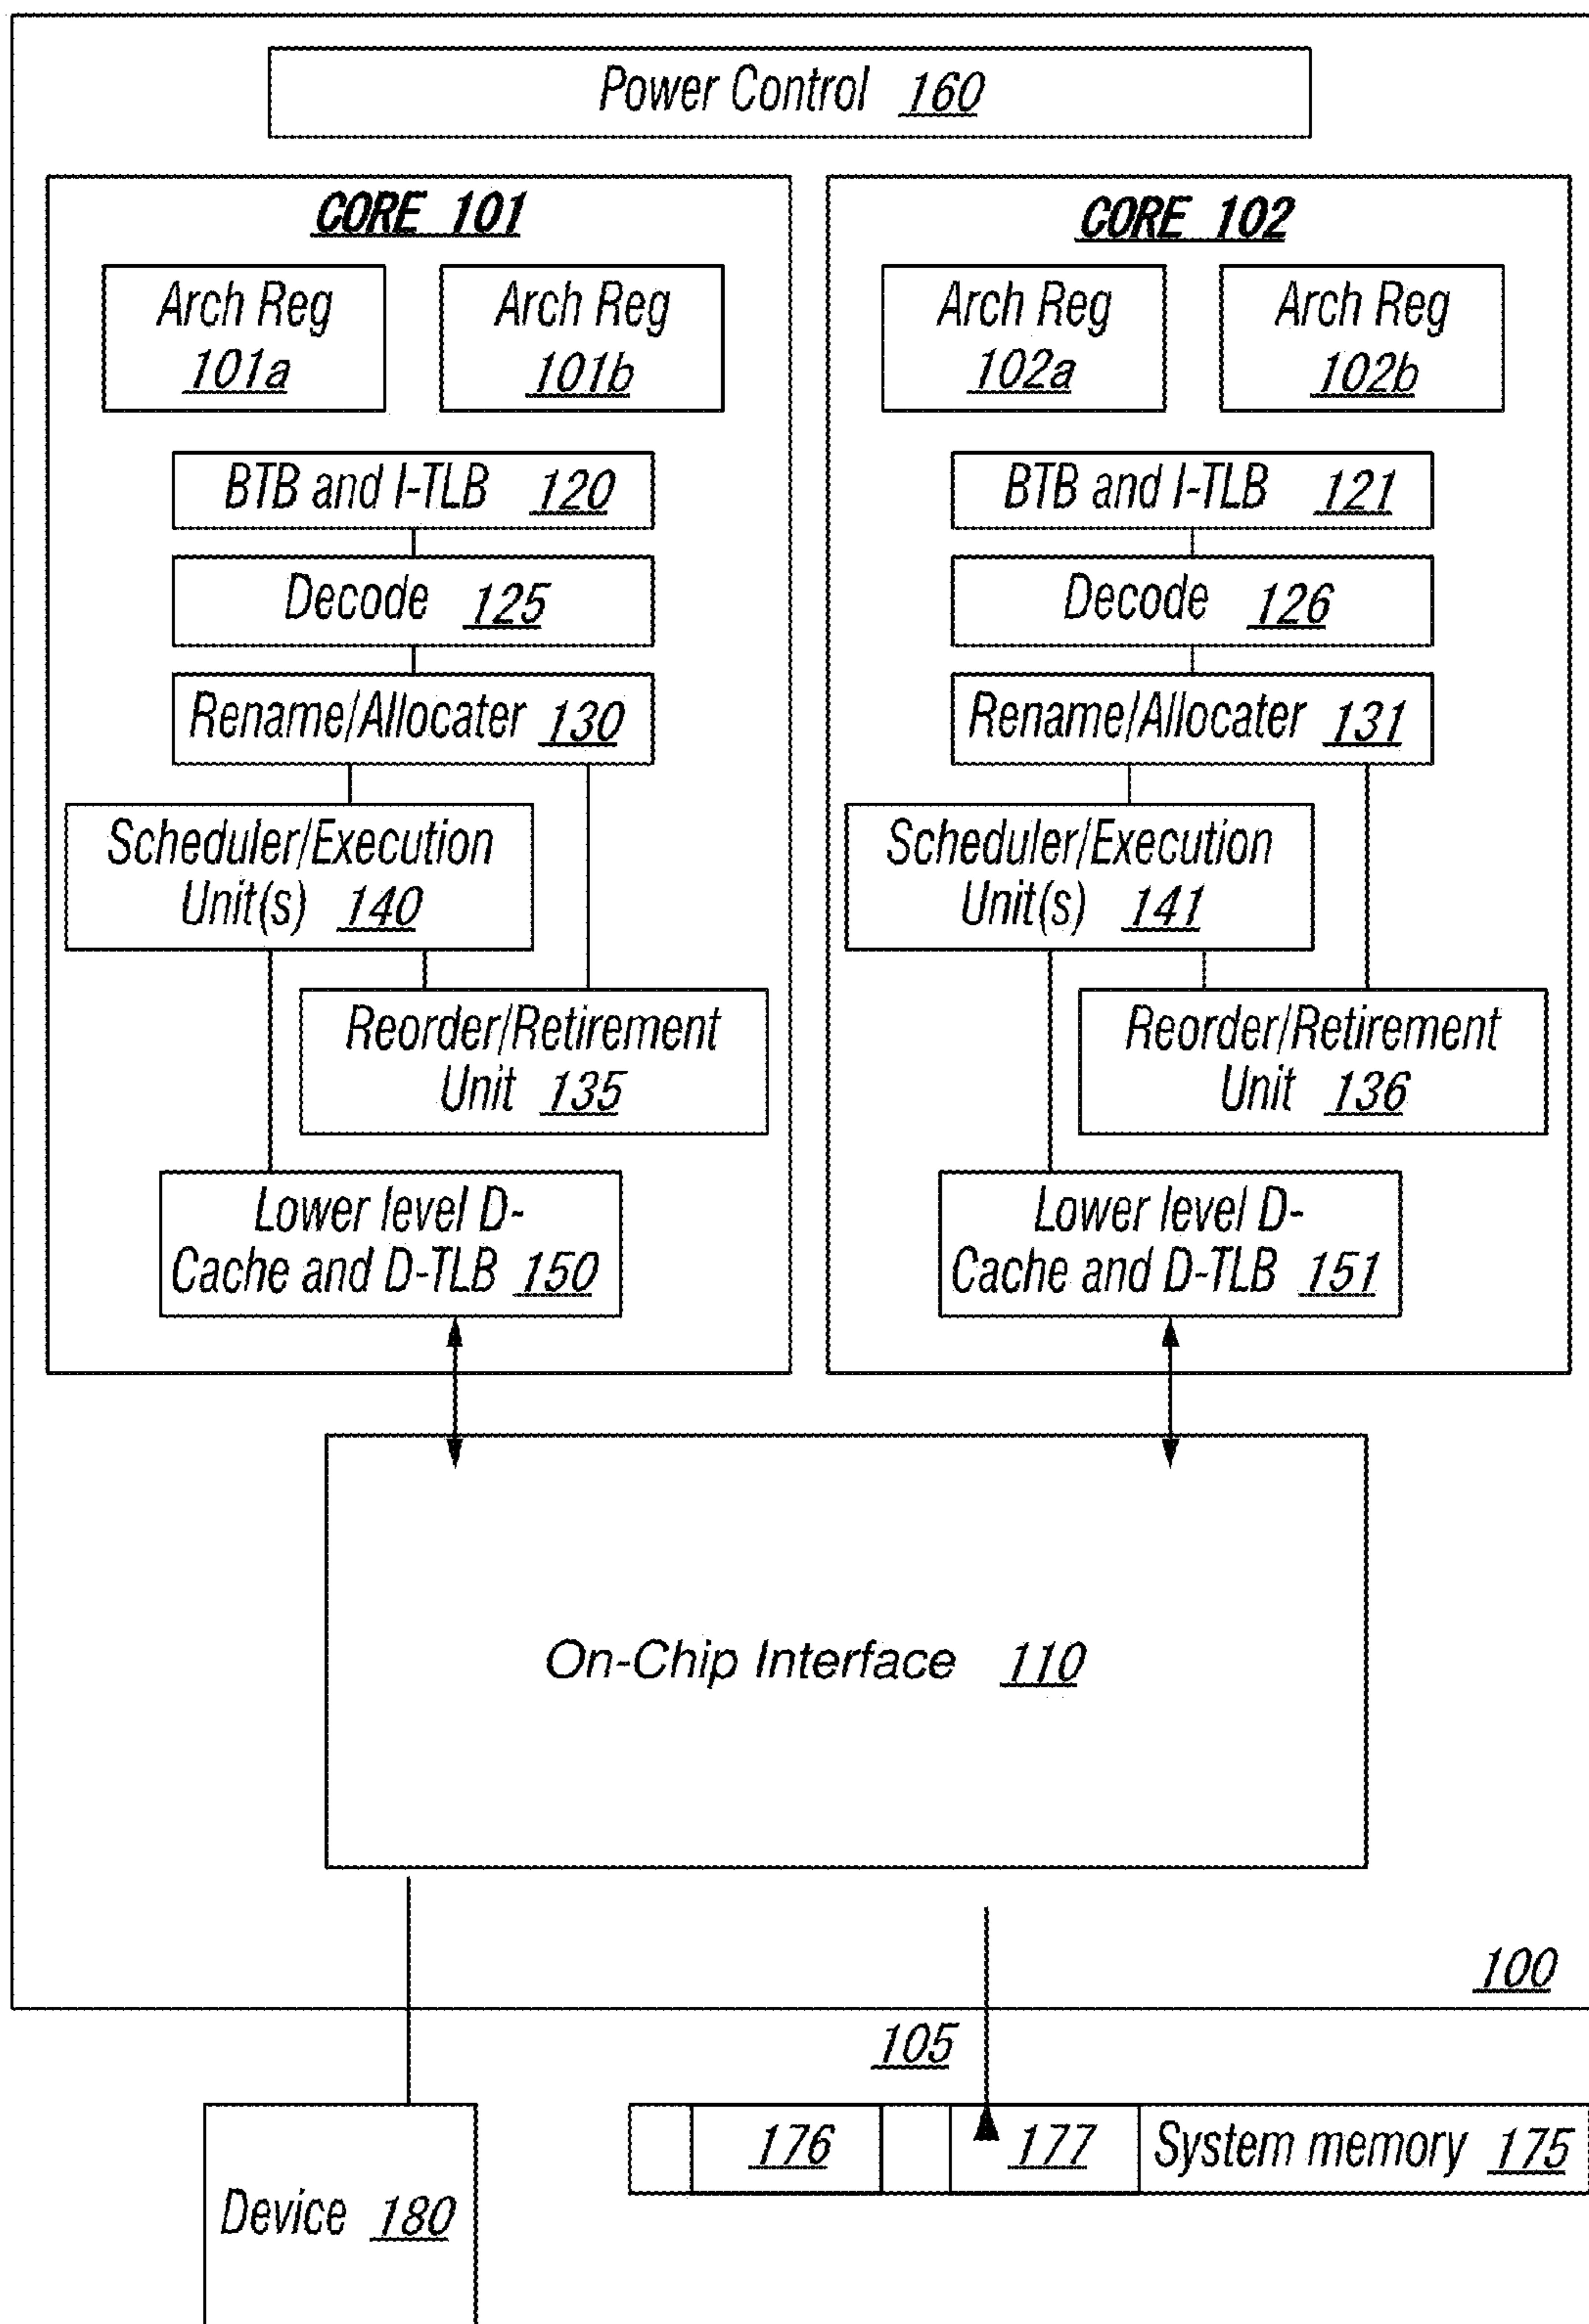 Power Control 160
CORE 101
Arch Reg
101a
Arch Reg
101b
BTB and I-TLB 120
Decode 125
Rename/Allocater 130
Scheduler/Execution
Unit(s) 140
Reorder/Retirement
Unit 135
Lower level D-
Cache and D-TLB 150
CORE 102
Arch Reg
102a
Arch Reg
102b
BTB and I-TLB 121
Decode 126
Rename/Allocater 131
Scheduler/Execution
Unit(s) 141
Reorder/Retirement
Unit 136
Lower level D-
Cache and D-TLB 151
On-Chip Interface 110
100
105
176
177
System memory 175
Device 180